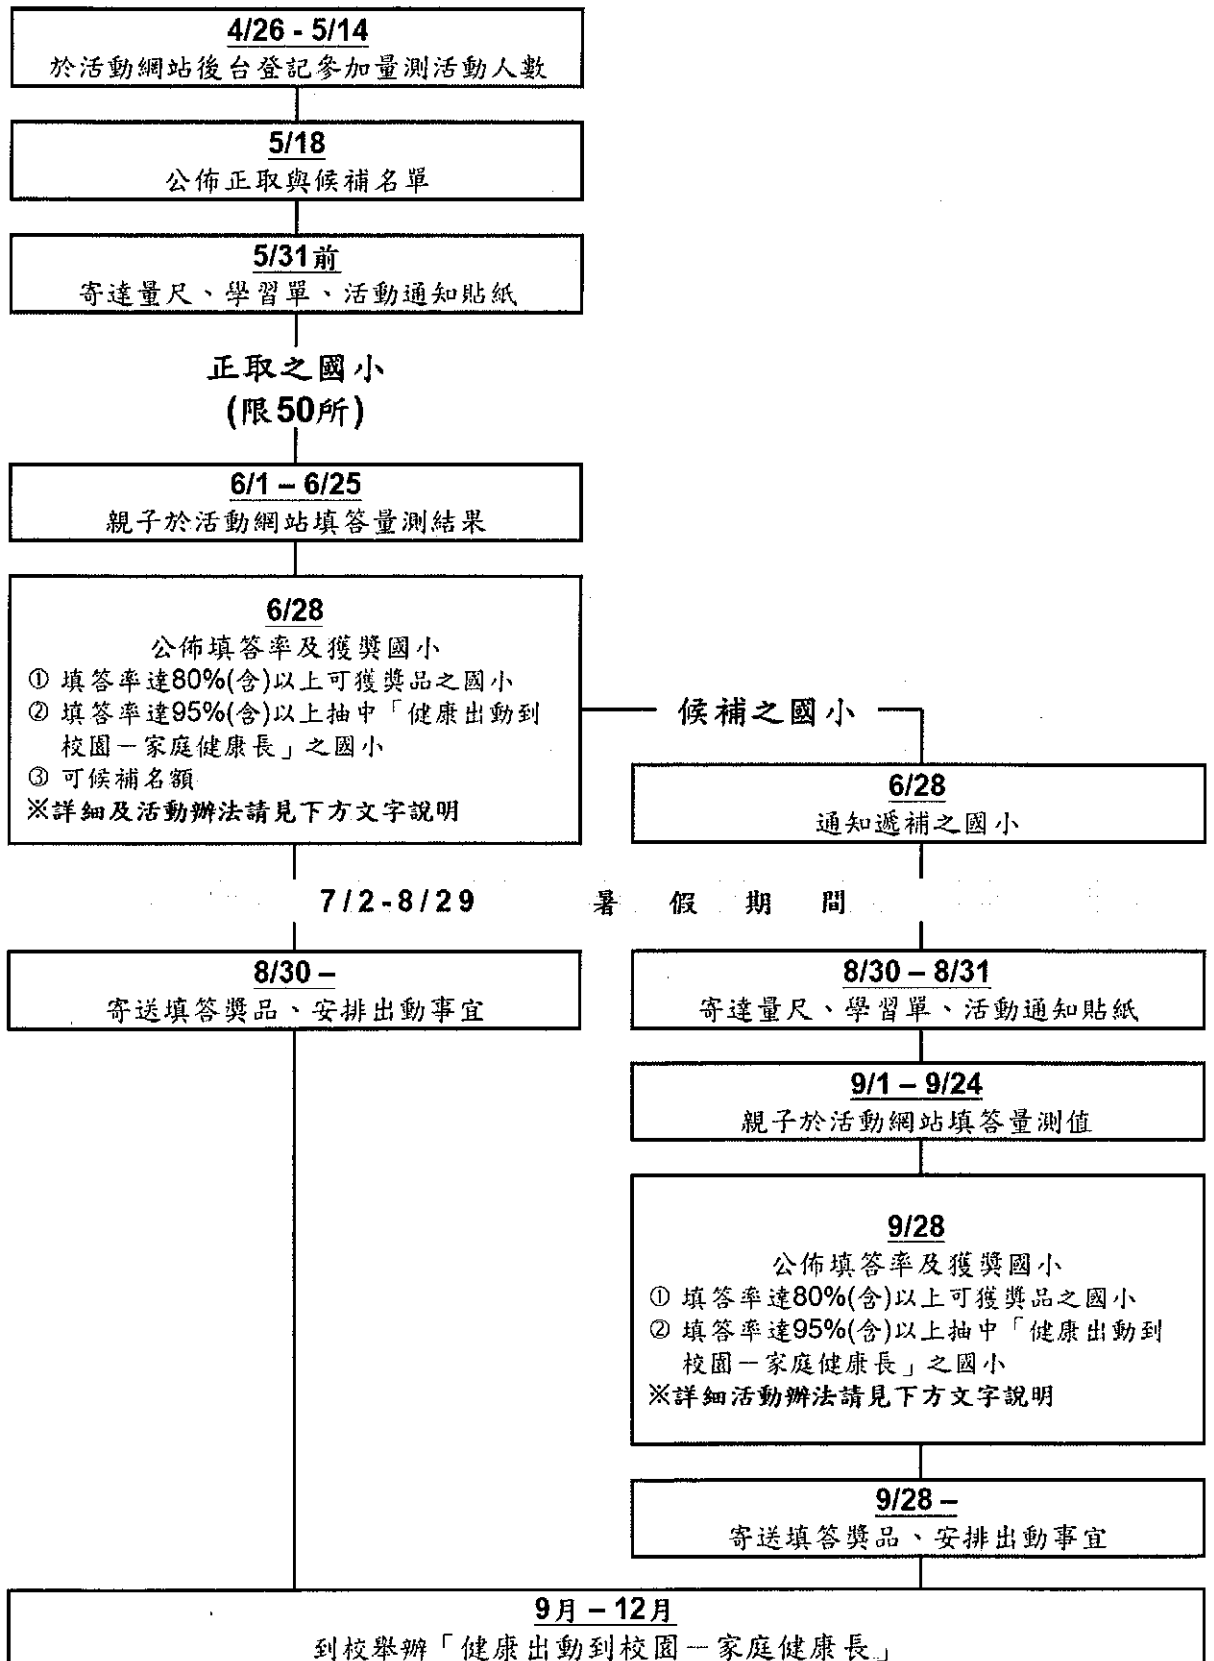 4/26 - 5/14
於活動網站後台登記參加量測活動人數
5/18
公佈正取與候補名單
5/31前
寄達量尺、學習單、活動通知貼紙
正取之國小
(限50所)
6/1 – 6/25
親子於活動網站填答量測結果
6/28
公佈填答率及獲獎國小
① 填答率達80%(含)以上可獲獎品之國小
② 填答率達95%(含)以上抽中「健康出動到
校園－家庭健康長」之國小
③ 可候補名額
※詳細及活動辦法請見下方文字說明
候補之國小
6/28
通知遞補之國小
7/2-8/29 暑假期間
8/30 –
寄送填答獎品、安排出動事宜
8/30 – 8/31
寄達量尺、學習單、活動通知貼紙
9/1 – 9/24
親子於活動網站填答量測值
9/28
公佈填答率及獲獎國小
① 填答率達80%(含)以上可獲獎品之國小
② 填答率達95%(含)以上抽中「健康出動到
校園－家庭健康長」之國小
※詳細活動辦法請見下方文字說明
9/28 –
寄送填答獎品、安排出動事宜
9月 – 12月
到校舉辦「健康出動到校園－家庭健康長」